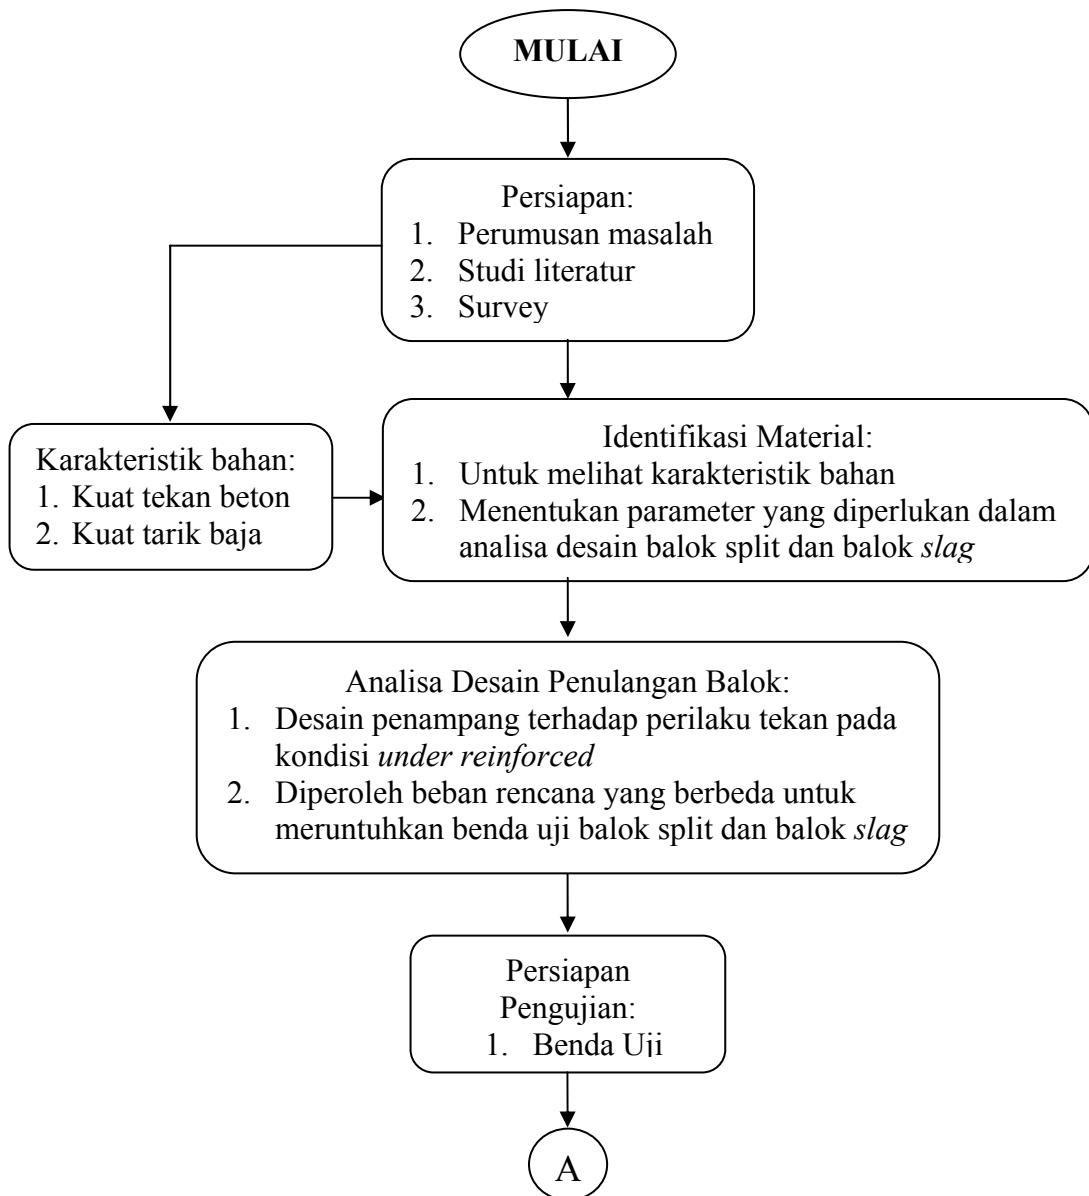 MULAI
Persiapan:
1. Perumusan masalah
2. Studi literatur
3. Survey
Karakteristik bahan:
1. Kuat tekan beton
2. Kuat tarik baja
Identifikasi Material:
1. Untuk melihat karakteristik bahan
2. Menentukan parameter yang diperlukan dalam
analisa desain balok split dan balok slag
Analisa Desain Penulangan Balok:
1. Desain penampang terhadap perilaku tekan pada
kondisi under reinforced
2. Diperoleh beban rencana yang berbeda untuk
meruntuhkan benda uji balok split dan balok slag
Persiapan
Pengujian:
1. Benda Uji
A